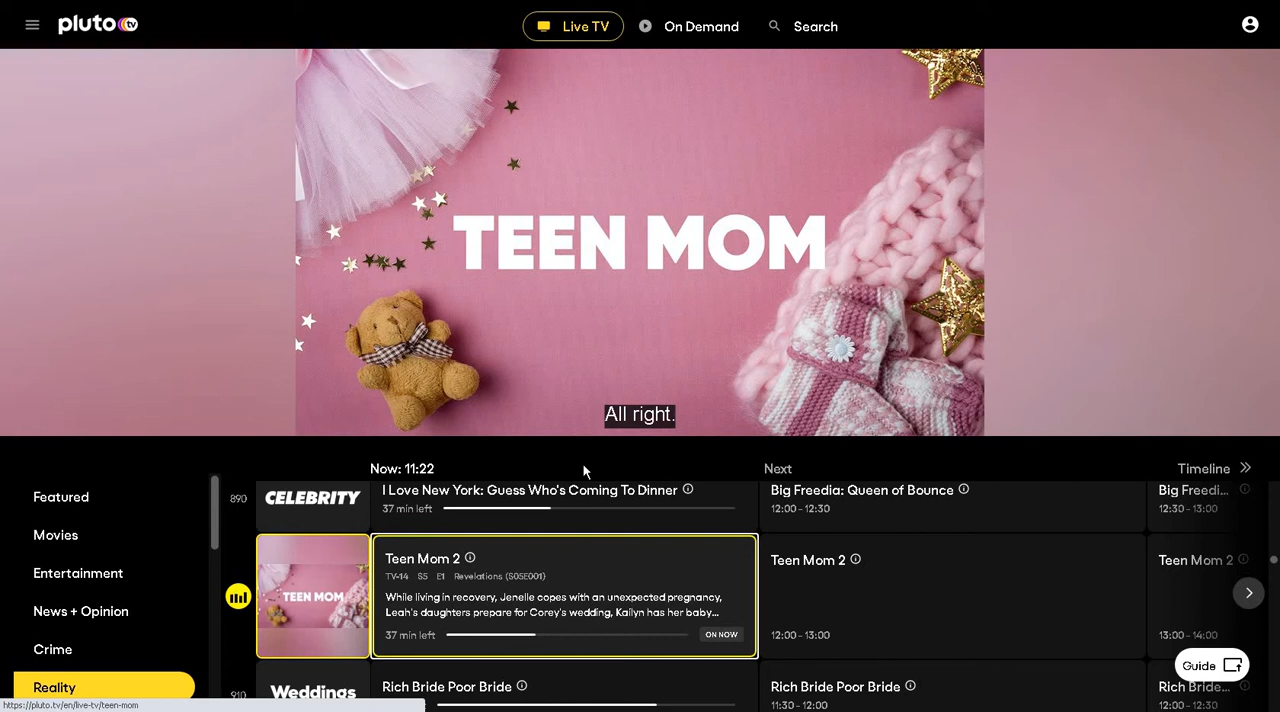 pluto tv
Live TV
On Demand
Search
TEEN MOM
All right.
Now: 11:22
Next
Timeline
Featured
Movies
Entertainment
News + Opinion
Crime
Reality
890
CELEBRITY
I Love New York: Guess Who's Coming To Dinner
37 min left
Big Freedia: Queen of Bounce
12:00 – 12:30
Big Freedi...
12:30 – 13:00
TEEN MOM
Teen Mom 2
TV-14 S5 E1 Revelations (S05E001)
While living in recovery, Jenelle copes with an unexpected pregnancy,
Leah's daughters prepare for Corey's wedding, Kailyn has her baby...
37 min left
ON NOW
Teen Mom 2
12:00 – 13:00
Teen Mom 2
13:00 – 14:00
Guide
910
Weddings
Rich Bride Poor Bride
Rich Bride Poor Bride
11:30 – 12:00
Rich Bride...
12:00 – 12:30
https://pluto.tv/en/live-tv/teen-mom